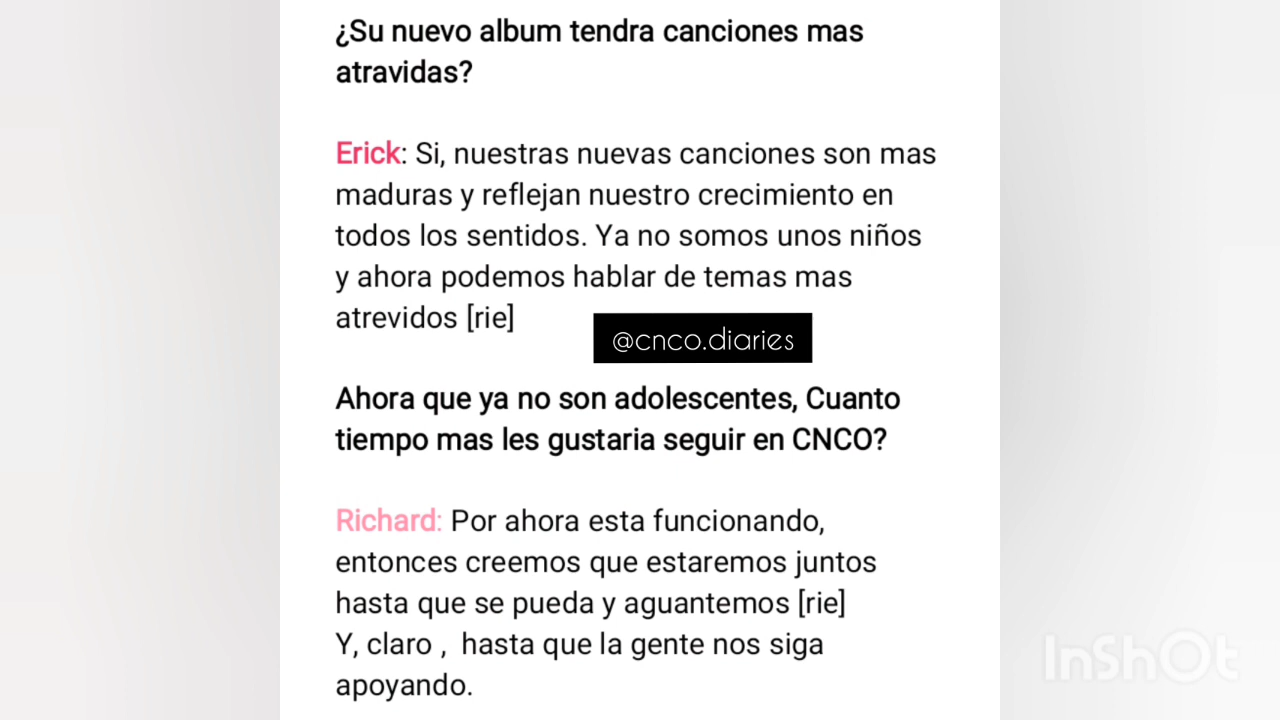 ¿Su nuevo album tendra canciones mas
atravidas?
Erick: Si, nuestras nuevas canciones son mas
maduras y reflejan nuestro crecimiento en
todos los sentidos. Ya no somos unos niños
y ahora podemos hablar de temas mas
atrevidos [rie]
@cnco.diaries
Ahora que ya no son adolescentes, Cuanto
tiempo mas les gustaria seguir en CNCO?
Richard: Por ahora esta funcionando,
entonces creemos que estaremos juntos
hasta que se pueda y aguantemos [rie]
Y, claro ,  hasta que la gente nos siga
apoyando.
InShOt